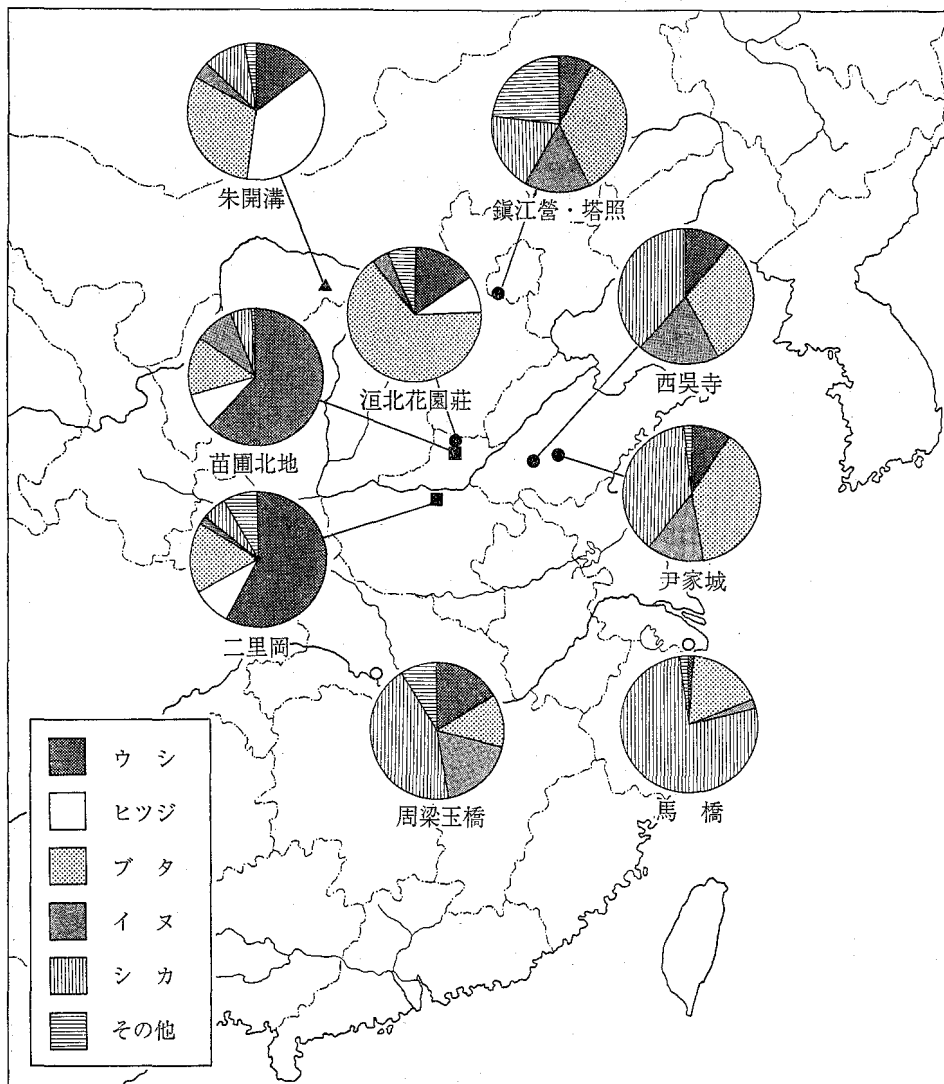 朱開溝
鎮江營・塔照
洹北花園莊
西吳寺
苗圃北地
尹家城
二里岡
周梁玉橋
馬橋
ウシ
ヒツジ
ブタ
イヌ
シカ
その他